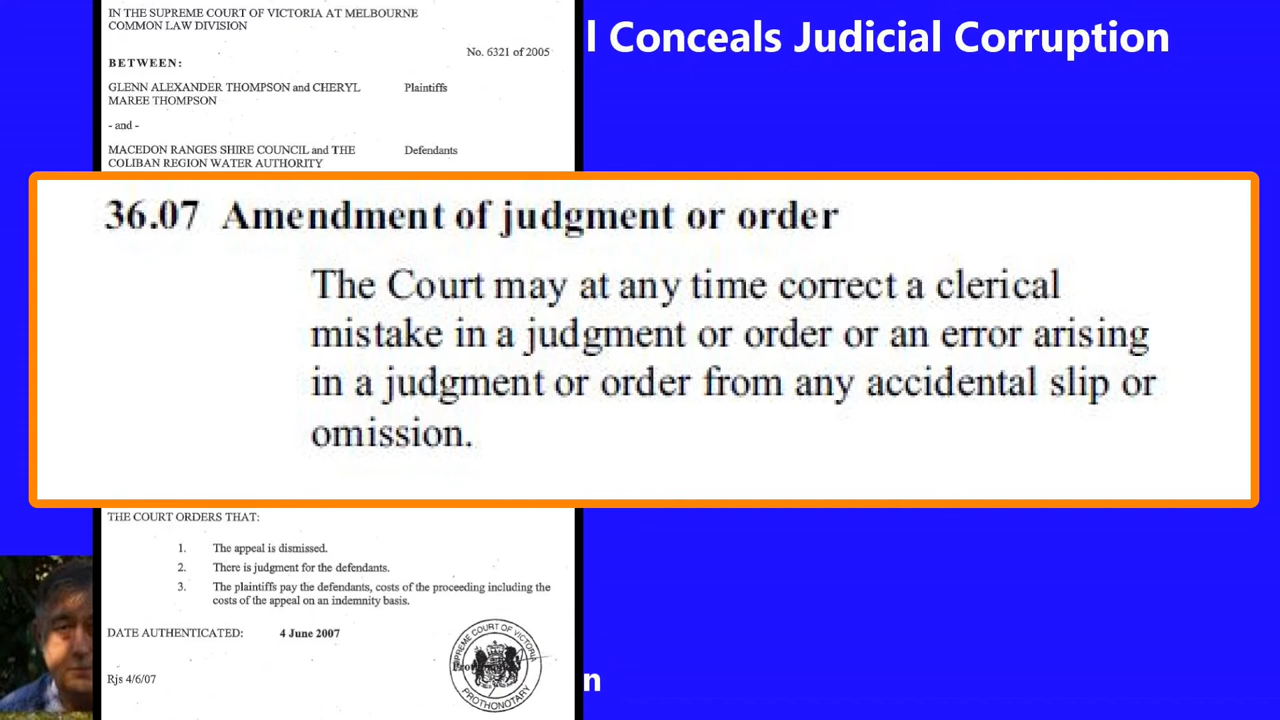 IN THE SUPREME COURT OF VICTORIA AT MELBOURNE
COMMON LAW DIVISION
l Conceals Judicial Corruption
No. 6321 of 2005
BETWEEN:
GLENN ALEXANDER THOMPSON and CHERYL
MAREE THOMPSON
Plaintiffs
- and -
MACEDON RANGES SHIRE COUNCIL and THE
COLIBAN REGION WATER AUTHORITY
Defendants
36.07 Amendment of judgment or order
The Court may at any time correct a clerical
mistake in a judgment or order or an error arising
in a judgment or order from any accidental slip or
omission.
THE COURT ORDERS THAT:
1. The appeal is dismissed.
2. There is judgment for the defendants.
3. The plaintiffs pay the defendants, costs of the proceeding including the
costs of the appeal on an indemnity basis.
DATE AUTHENTICATED: 4 June 2007
SUPREME COURT OF VICTORIA
PROTHONOTARY
Rjs 4/6/07
n